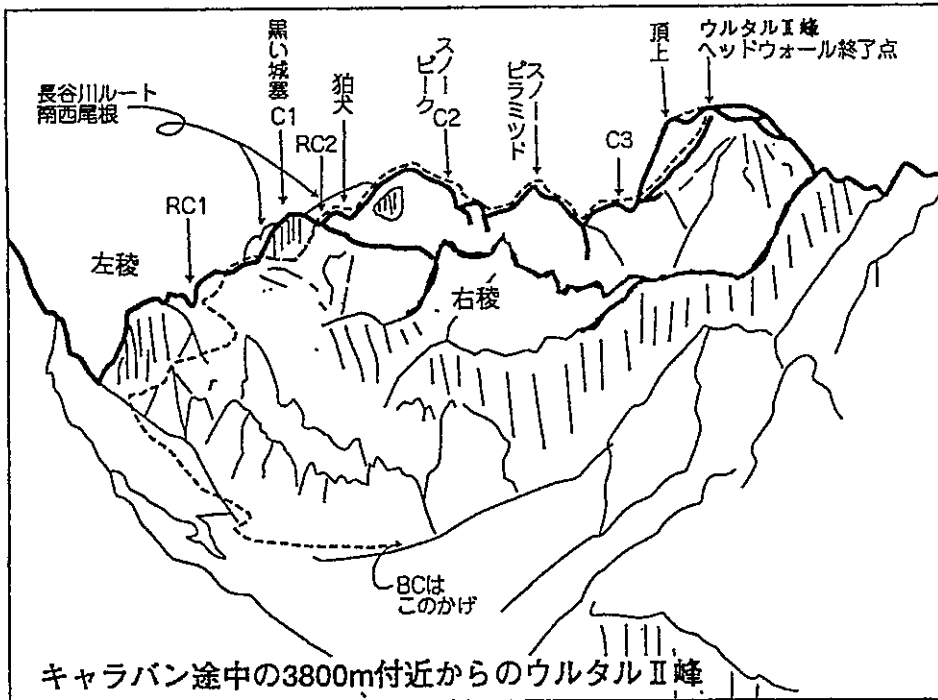 長谷川ルート
南西尾根
黒い城塞
C1
RC2
狛犬
スノー
ピーク
C2
スノー
ピラミッド
C3
頂上
ウルタルⅡ峰
ヘッドウォール終了点
RC1
左稜
右稜
BCは
このかげ
キャラバン途中の3800m付近からのウルタルⅡ峰